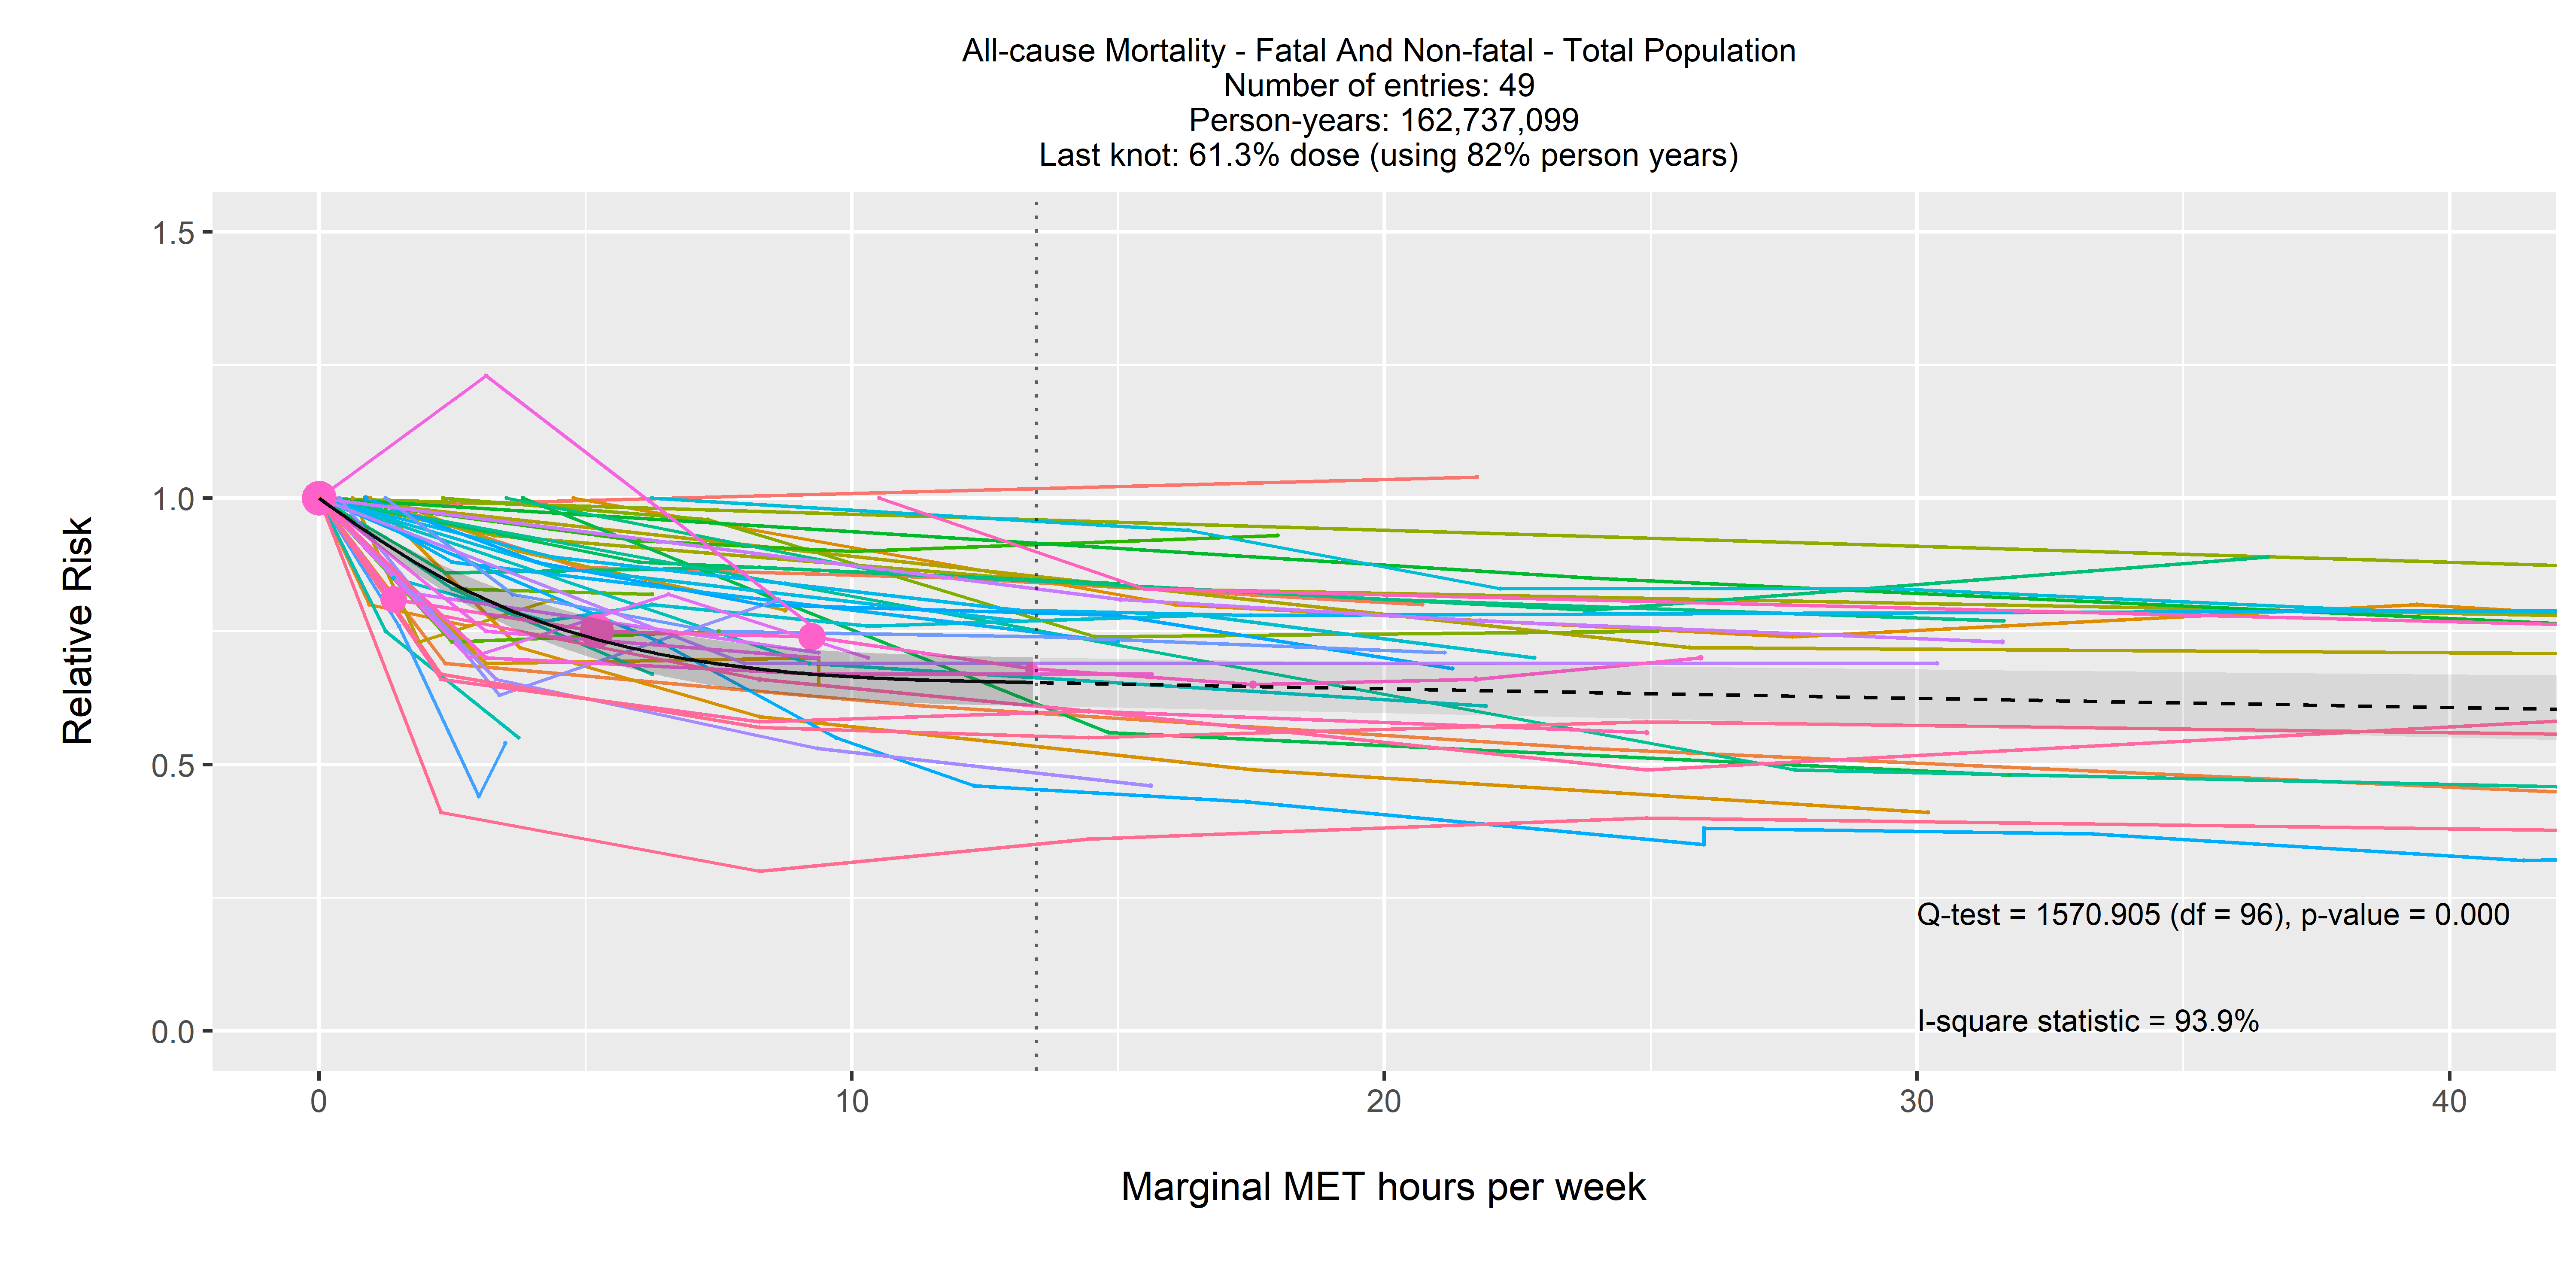 All-cause Mortality - Fatal And Non-fatal - Total Population
Number of entries: 49
Person-years: 162,737,099
Last knot: 61.3% dose (using 82% person years)
1.5
1.0
0.5
0.0
Relative Risk
Q-test = 1570.905 (df = 96), p-value = 0.000
I-square statistic = 93.9%
0 10 20 30 40
Marginal MET hours per week